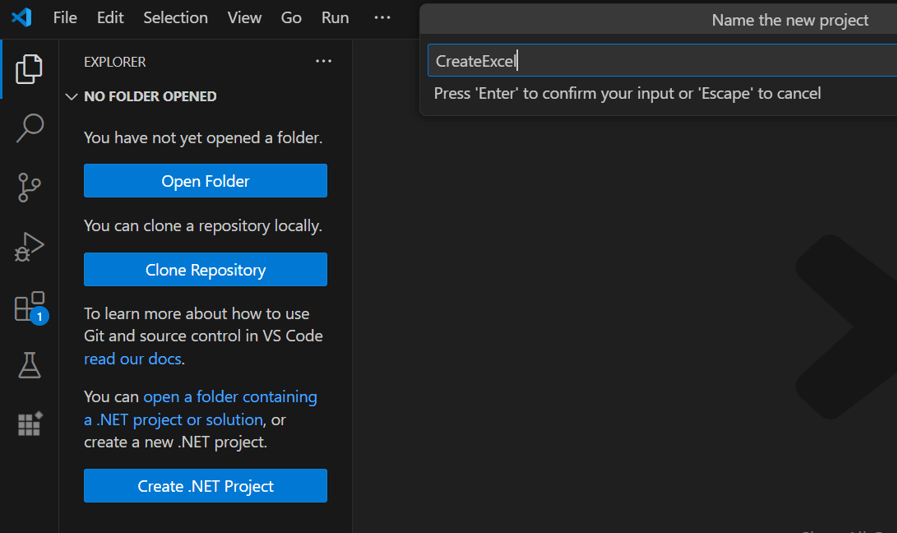 File Edit Selection View Go Run ···
Name the new project
CreateExcel
Press 'Enter' to confirm your input or 'Escape' to cancel
EXPLORER ···
NO FOLDER OPENED
You have not yet opened a folder.
Open Folder
You can clone a repository locally.
Clone Repository
1
To learn more about how to use
Git and source control in VS Code
read our docs.
You can open a folder containing
a .NET project or solution, or
create a new .NET project.
Create .NET Project